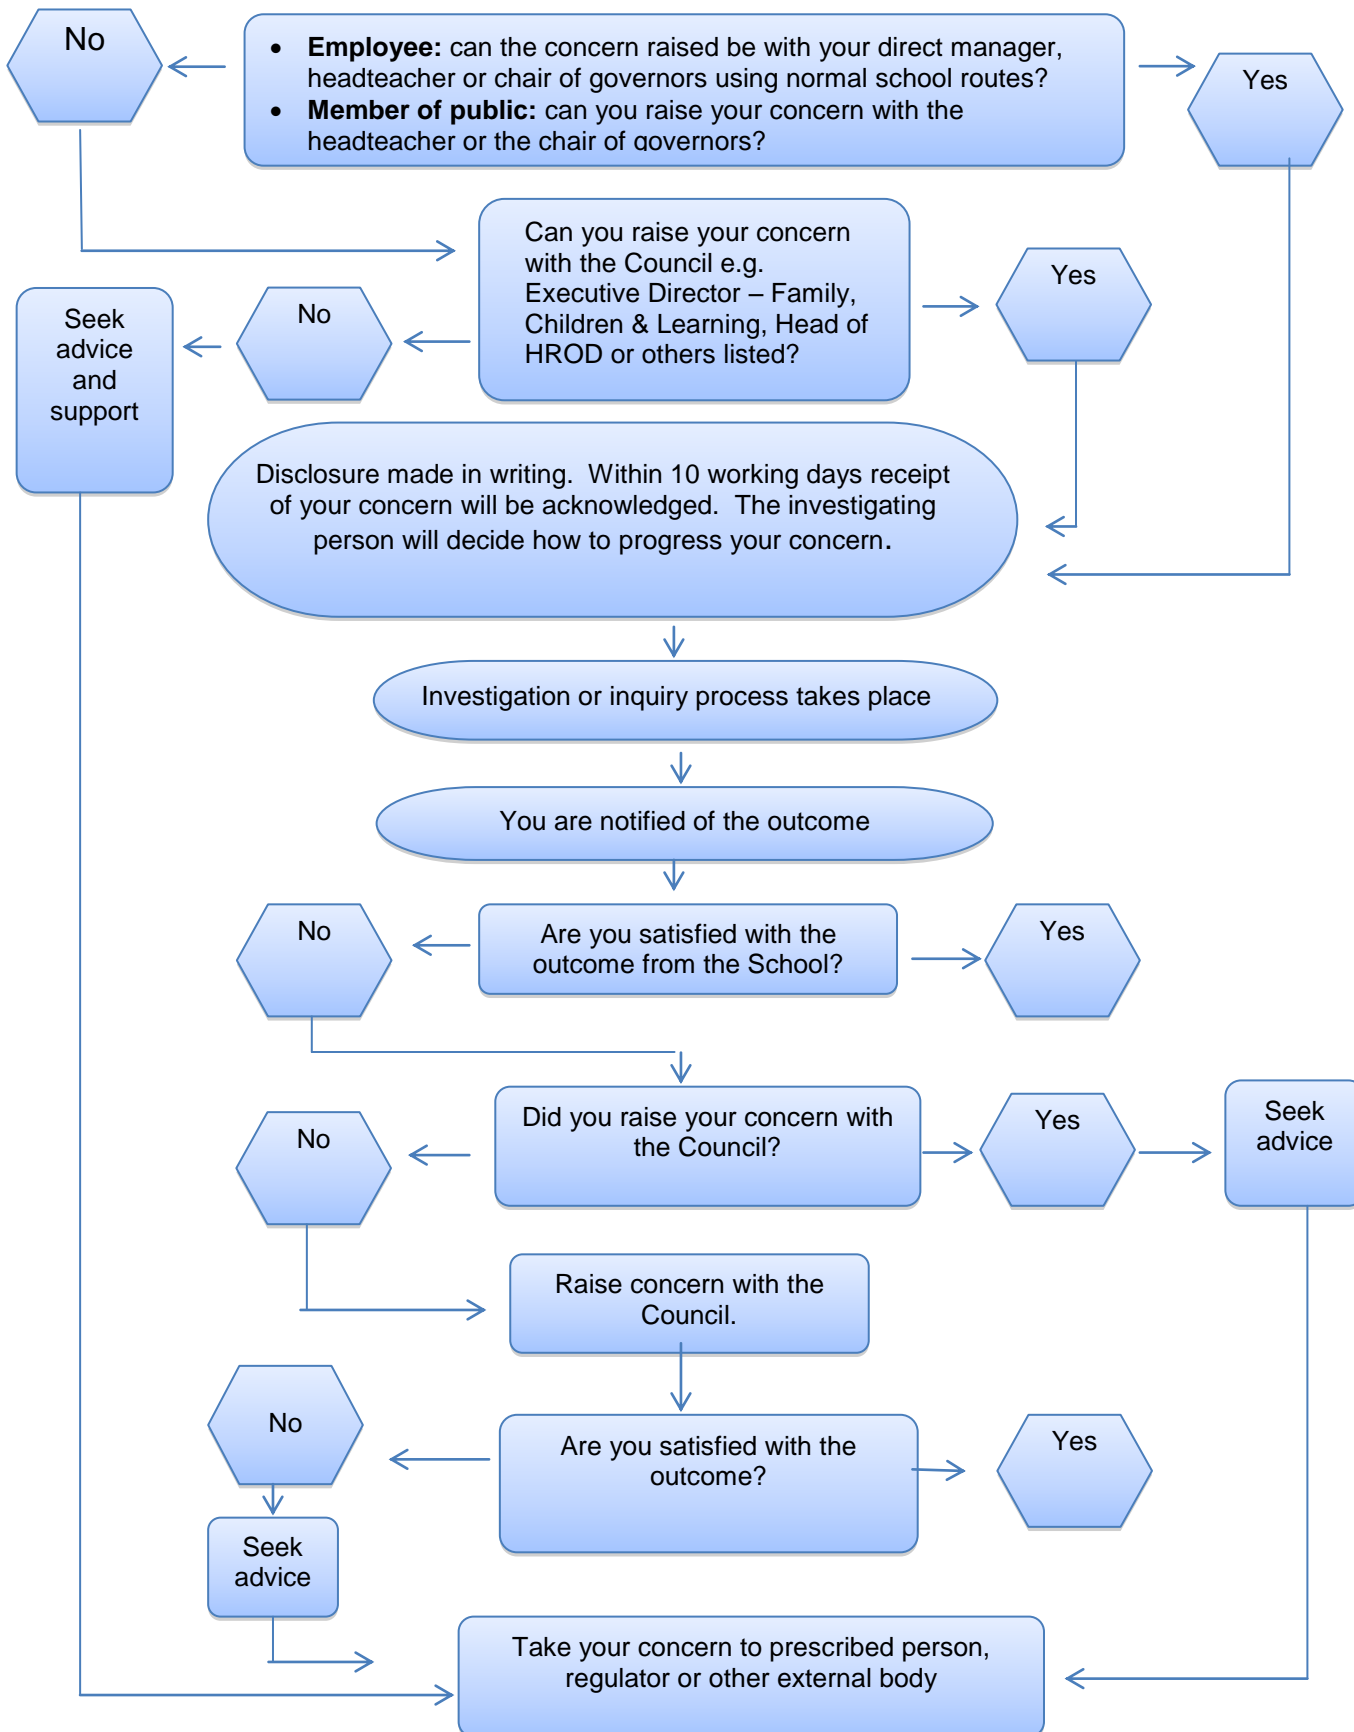 No
• Employee: can the concern raised be with your direct manager,
headteacher or chair of governors using normal school routes?
• Member of public: can you raise your concern with the
headteacher or the chair of governors?
Yes
Can you raise your concern
with the Council e.g.
Executive Director – Family,
Children & Learning, Head of
HROD or others listed?
Yes
No
Seek
advice
and
support
Disclosure made in writing.  Within 10 working days receipt
of your concern will be acknowledged.  The investigating
person will decide how to progress your concern.
Investigation or inquiry process takes place
You are notified of the outcome
No
Are you satisfied with the
outcome from the School?
Yes
No
Did you raise your concern with
the Council?
Yes
Seek
advice
Raise concern with the
Council.
No
Are you satisfied with the
outcome?
Yes
Seek
advice
Take your concern to prescribed person,
regulator or other external body